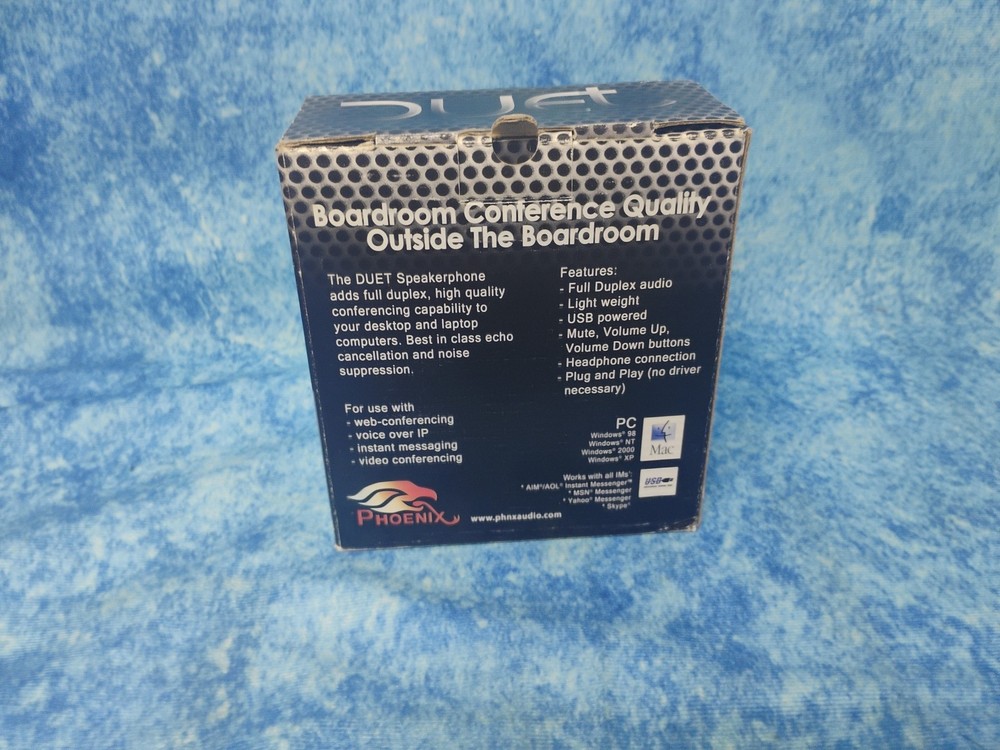 DUET
Boardroom Conference Quality
Outside The Boardroom
The DUET Speakerphone
adds full duplex, high quality
conferencing capability to
your desktop and laptop
computers. Best in class echo
cancellation and noise
suppression.
For use with
- web-conferencing
- voice over IP
- instant messaging
- video conferencing
Features:
- Full Duplex audio
- Light weight
- USB powered
- Mute, Volume Up,
Volume Down buttons
- Headphone connection
- Plug and Play (no driver
necessary)
PC
Windows® 98
Windows® NT
Windows® 2000
Windows® XP
Mac
Works with all IMs:
* AIM®/AOL® Instant Messenger™
* MSN® Messenger
* Yahoo® Messenger
* Skype®
USB
PHOENIX
www.phnxaudio.com